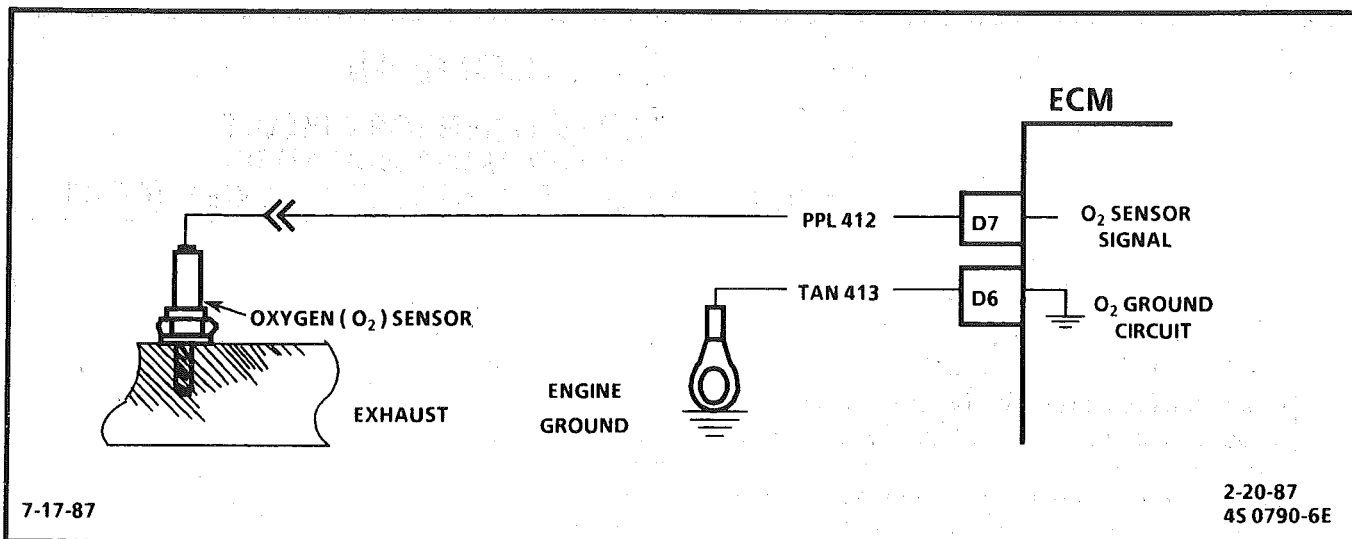 ECM
PPL 412
D7
O₂ SENSOR
SIGNAL
TAN 413
D6
O₂ GROUND
CIRCUIT
OXYGEN ( O₂ ) SENSOR
EXHAUST
ENGINE
GROUND
7-17-87
2-20-87
4S 0790-6E